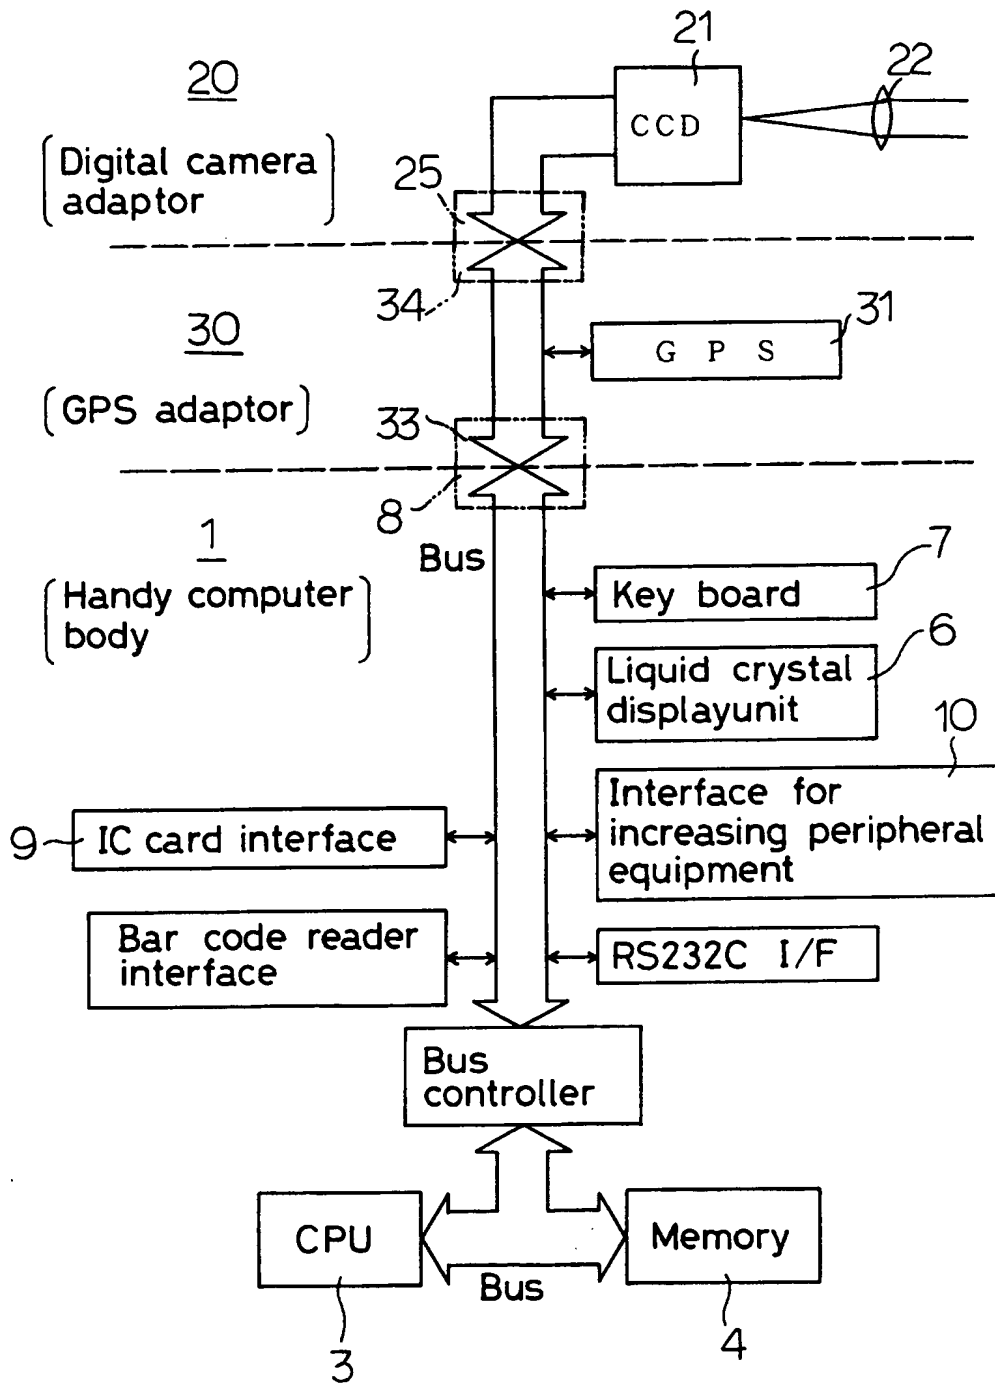 21
22
20
CCD
Digital camera
adaptor
25
34
30
31
G P S
GPS adaptor
33
8
1
Bus
7
Handy computer
body
Key board
6
Liquid crystal
displayunit
10
Interface for
increasing peripheral
equipment
9
IC card interface
Bar code reader
interface
RS232C I/F
Bus
controller
CPU
Memory
Bus
3
4